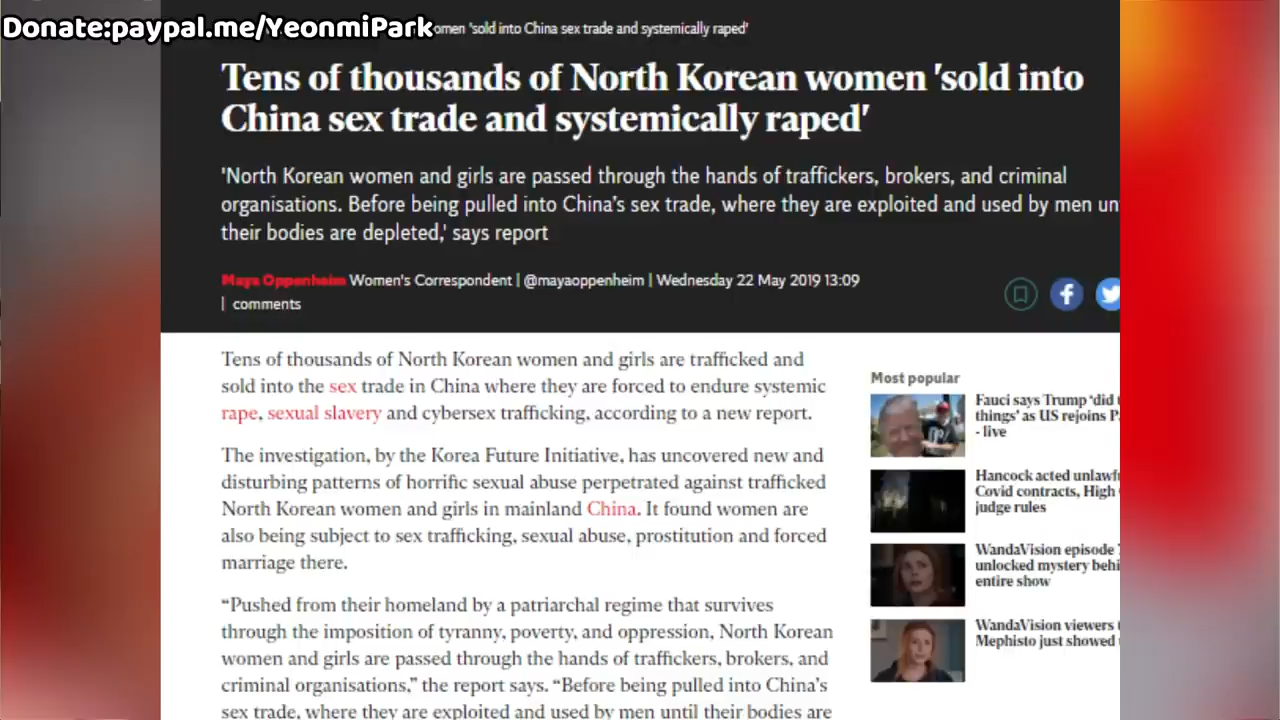 Donate:paypal.me/YeonmiPark
omen 'sold into China sex trade and systemically raped'
Tens of thousands of North Korean women 'sold into
China sex trade and systemically raped'
'North Korean women and girls are passed through the hands of traffickers, brokers, and criminal
organisations. Before being pulled into China's sex trade, where they are exploited and used by men un
their bodies are depleted,' says report
Maya Oppenheim Women's Correspondent | @mayaoppenheim | Wednesday 22 May 2019 13:09
| comments
Tens of thousands of North Korean women and girls are trafficked and
sold into the sex trade in China where they are forced to endure systemic
rape, sexual slavery and cybersex trafficking, according to a new report.
The investigation, by the Korea Future Initiative, has uncovered new and
disturbing patterns of horrific sexual abuse perpetrated against trafficked
North Korean women and girls in mainland China. It found women are
also being subject to sex trafficking, sexual abuse, prostitution and forced
marriage there.
“Pushed from their homeland by a patriarchal regime that survives
through the imposition of tyranny, poverty, and oppression, North Korean
women and girls are passed through the hands of traffickers, brokers, and
criminal organisations,” the report says. “Before being pulled into China's
sex trade, where they are exploited and used by men until their bodies are
Most popular
Fauci says Trump 'did
things' as US rejoins P
- live
Hancock acted unlawf
Covid contracts, High
judge rules
WandaVision episode
unlocked mystery behi
entire show
WandaVision viewers
Mephisto just showed